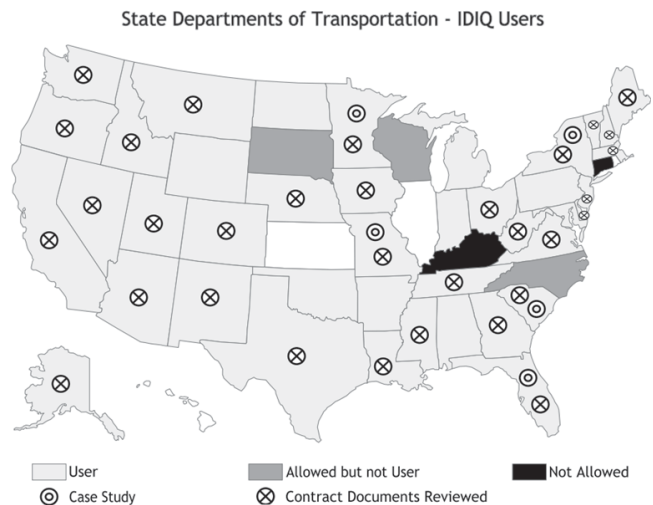 State Departments of Transportation - IDIQ Users
User
Allowed but not User
Not Allowed
Case Study
Contract Documents Reviewed